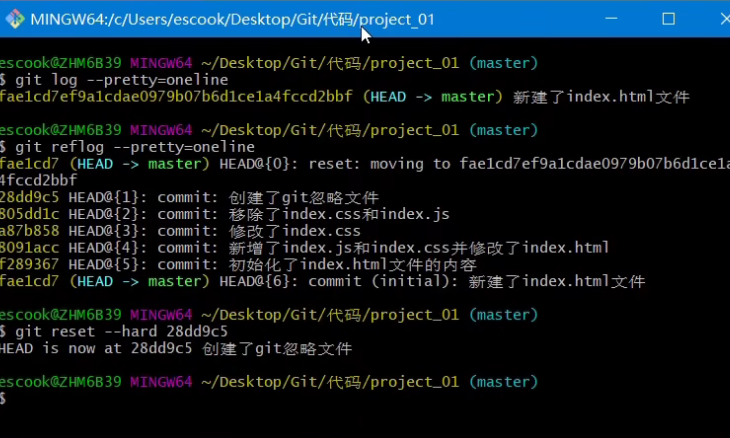 MINGW64:/c/Users/escook/Desktop/Git/代码/project_01
escook@ZHM6B39 MINGW64 ~/Desktop/Git/代码/project_01 (master)
$ git log --pretty=oneline
fae1cd7ef9a1cdae0979b07b6d1ce1a4fccd2bbf (HEAD -> master) 新建了index.html文件
escook@ZHM6B39 MINGW64 ~/Desktop/Git/代码/project_01 (master)
$ git reflog --pretty=oneline
fae1cd7 (HEAD -> master) HEAD@{0}: reset: moving to fae1cd7ef9a1cdae0979b07b6d1ce1a
4fccd2bbf
28dd9c5 HEAD@{1}: commit: 创建了git忽略文件
805dd1c HEAD@{2}: commit: 移除了index.css和index.js
a87b858 HEAD@{3}: commit: 修改了index.css
8091acc HEAD@{4}: commit: 新增了index.js和index.css并修改了index.html
f289367 HEAD@{5}: commit: 初始化了index.html文件的内容
fae1cd7 (HEAD -> master) HEAD@{6}: commit (initial): 新建了index.html文件
escook@ZHM6B39 MINGW64 ~/Desktop/Git/代码/project_01 (master)
$ git reset --hard 28dd9c5
HEAD is now at 28dd9c5 创建了git忽略文件
escook@ZHM6B39 MINGW64 ~/Desktop/Git/代码/project_01 (master)
$